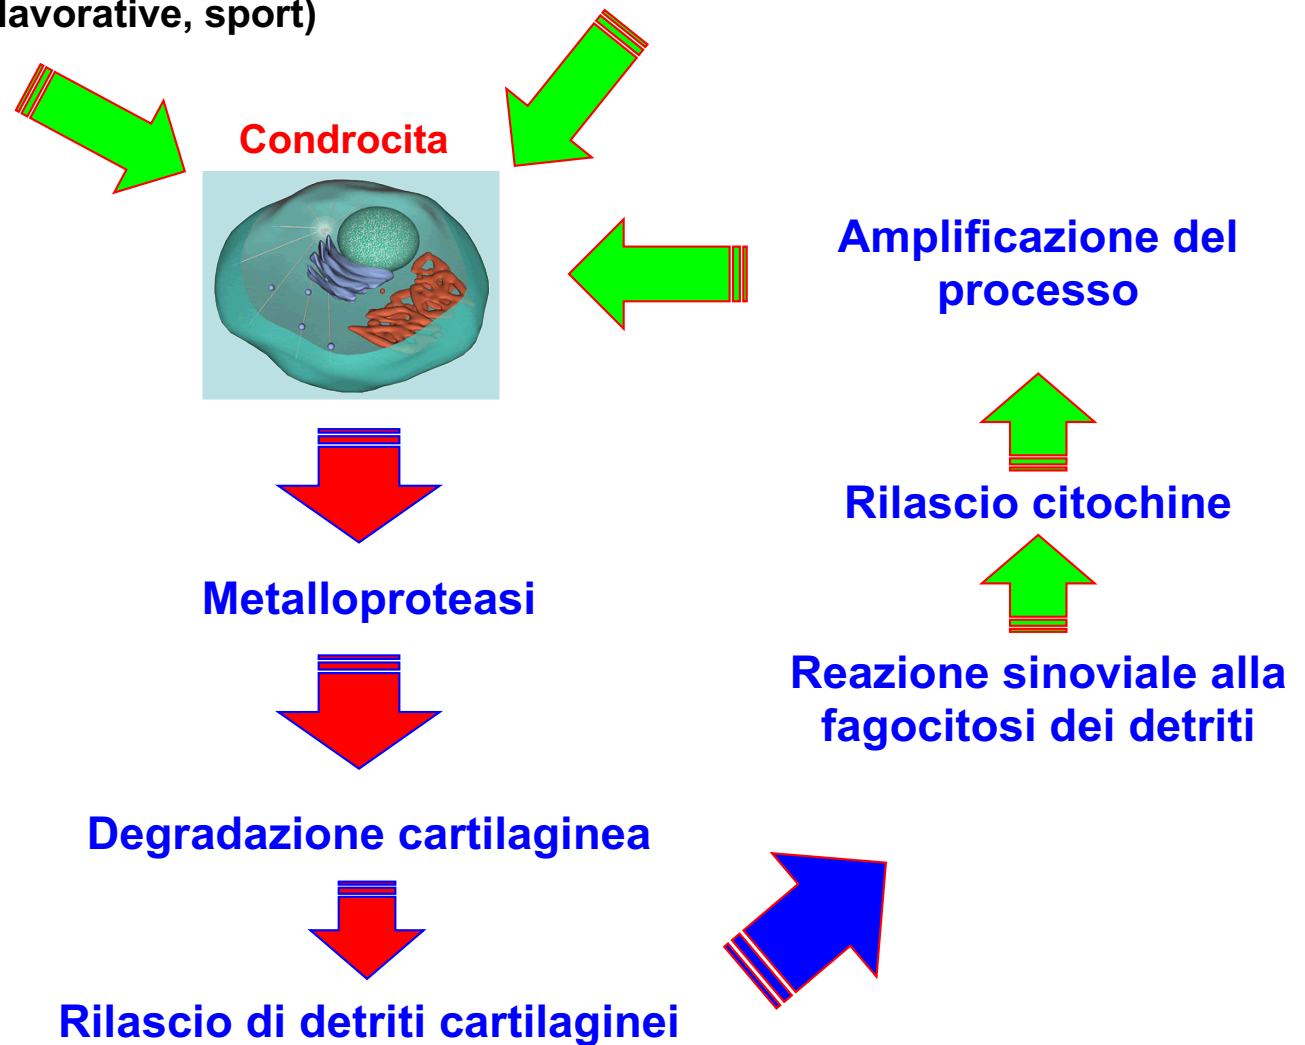 lavorative, sport)
Condrocita
Amplificazione del
processo
Rilascio citochine
Metalloproteasi
Reazione sinoviale alla
fagocitosi dei detriti
Degradazione cartilaginea
Rilascio di detriti cartilaginei